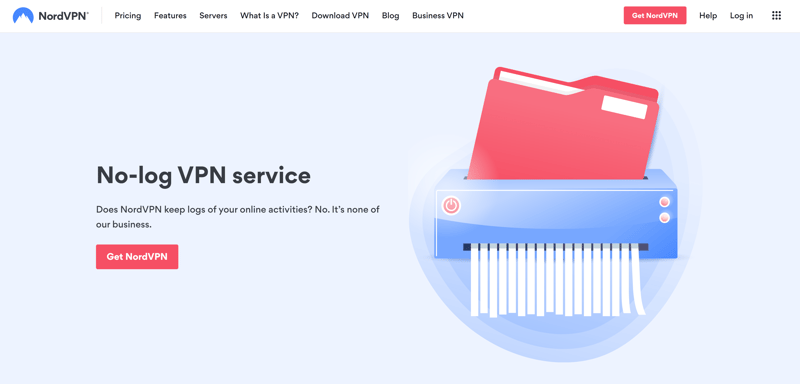 NordVPN®
Pricing
Features
Servers
What Is a VPN?
Download VPN
Blog
Business VPN
Get NordVPN
Help
Log in
No-log VPN service
Does NordVPN keep logs of your online activities? No. It's none of
our business.
Get NordVPN